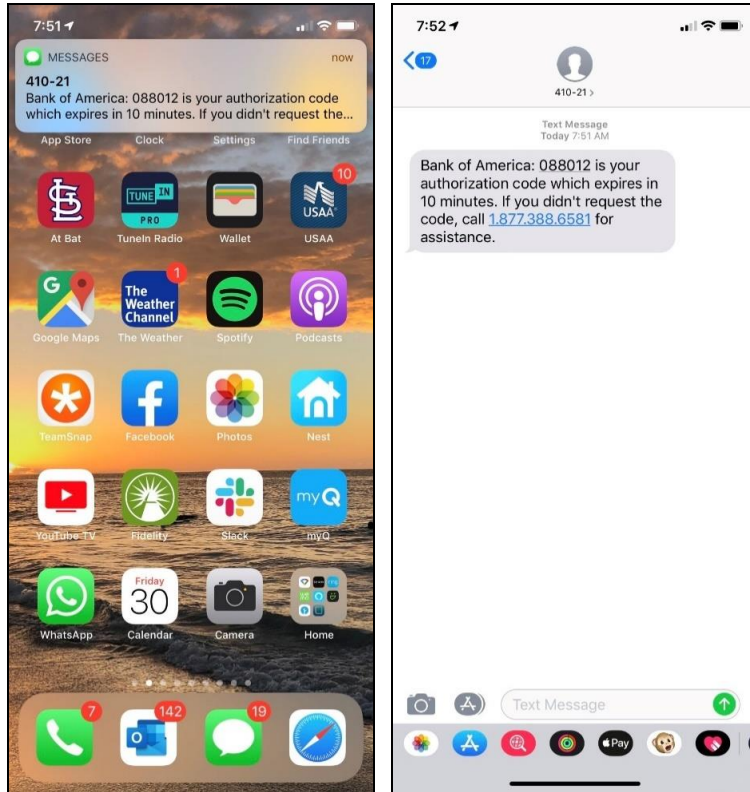 7:51
MESSAGES now
410-21
Bank of America: 088012 is your authorization code
which expires in 10 minutes. If you didn't request the...
App Store Clock Settings Find Friends
10
TUNE IN
PRO
USAA
At Bat TuneIn Radio Wallet USAA
1
G
The
Weather
Channel
Google Maps The Weather Spotify Podcasts
TeamSnap Facebook Photos Nest
myQ
YouTube TV Fidelity Slack myQ
Friday
30
WhatsApp Calendar Camera Home
7 142 19
7:52
17
410-21 >
Text Message
Today 7:51 AM
Bank of America: 088012 is your
authorization code which expires in
10 minutes. If you didn't request the
code, call 1.877.388.6581 for
assistance.
Text Message
Pay